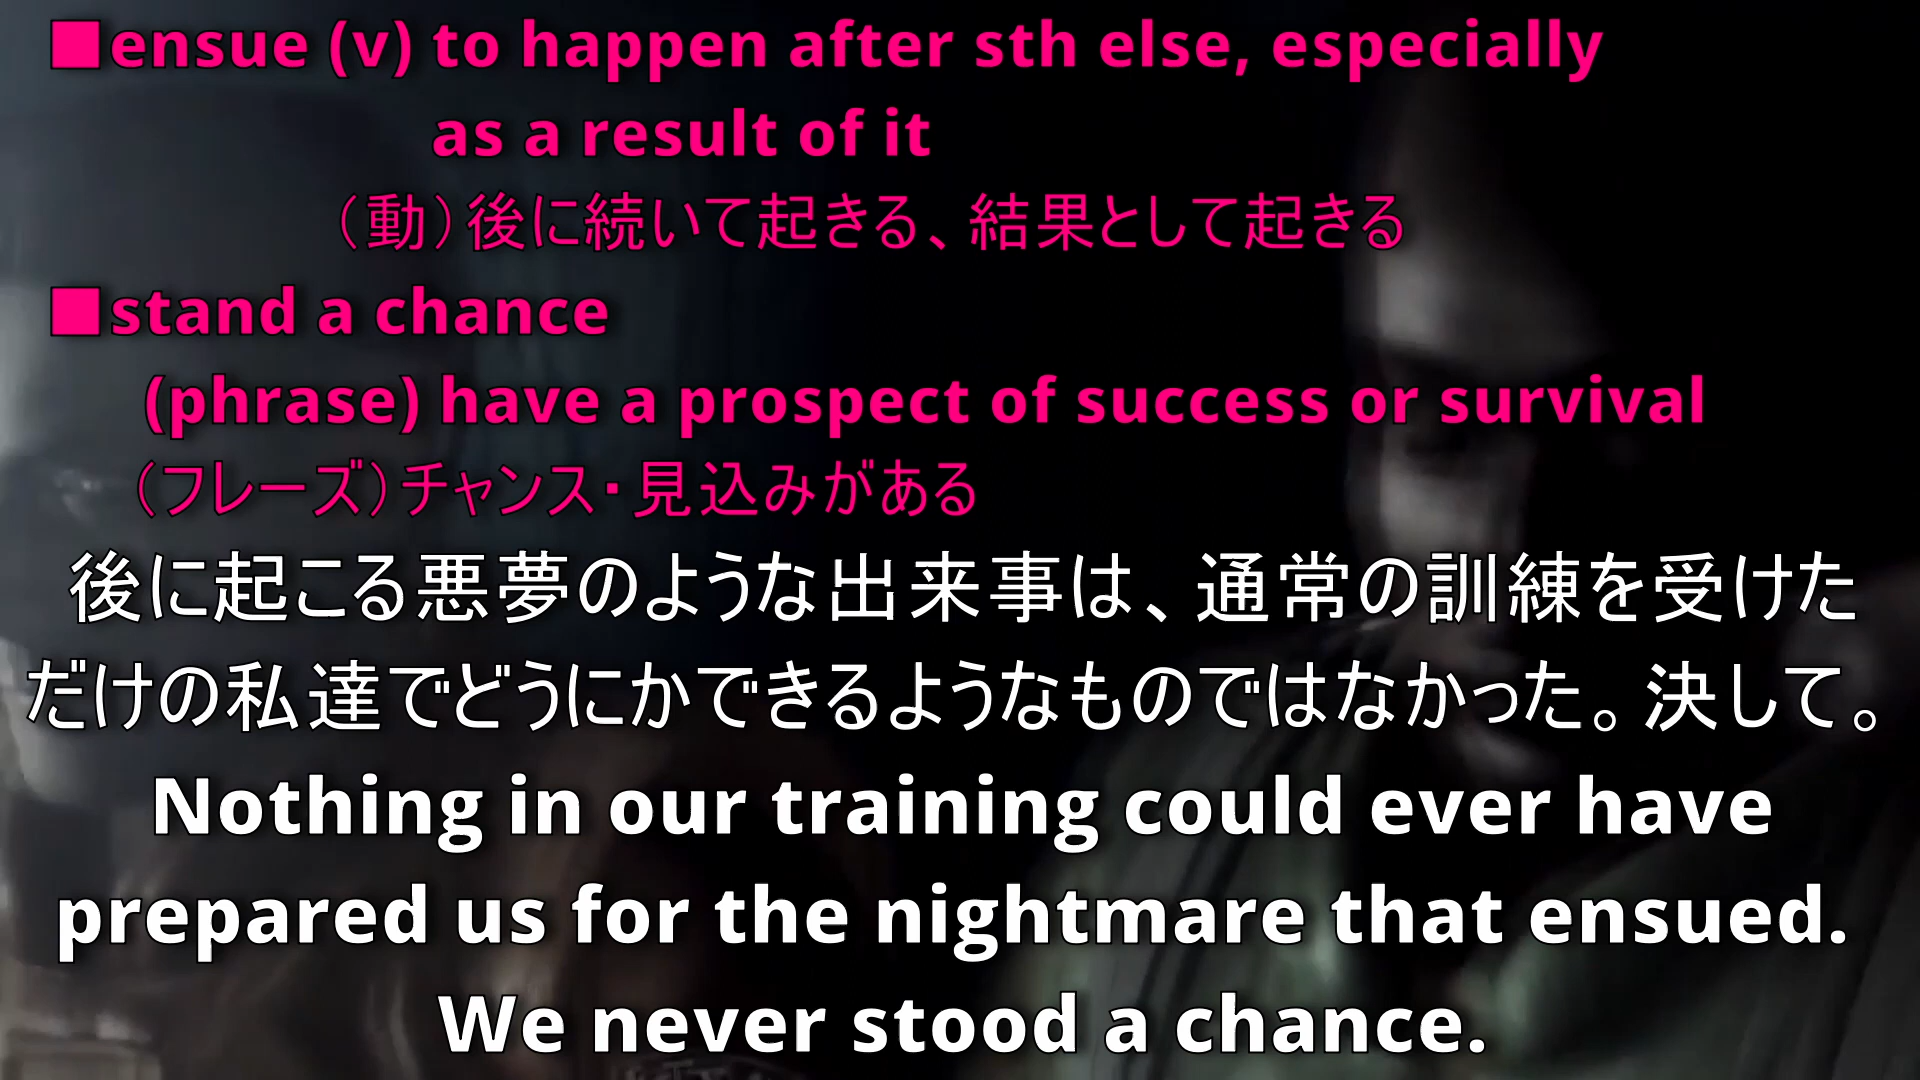 ■ensue (v) to happen after sth else, especially
as a result of it
（動）後に続いて起きる、結果として起きる
■stand a chance
(phrase) have a prospect of success or survival
（フレーズ）チャンス・見込みがある
後に起こる悪夢のような出来事は、通常の訓練を受けた
だけの私達でどうにかできるようなものではなかった。決して。
Nothing in our training could ever have
prepared us for the nightmare that ensued.
We never stood a chance.